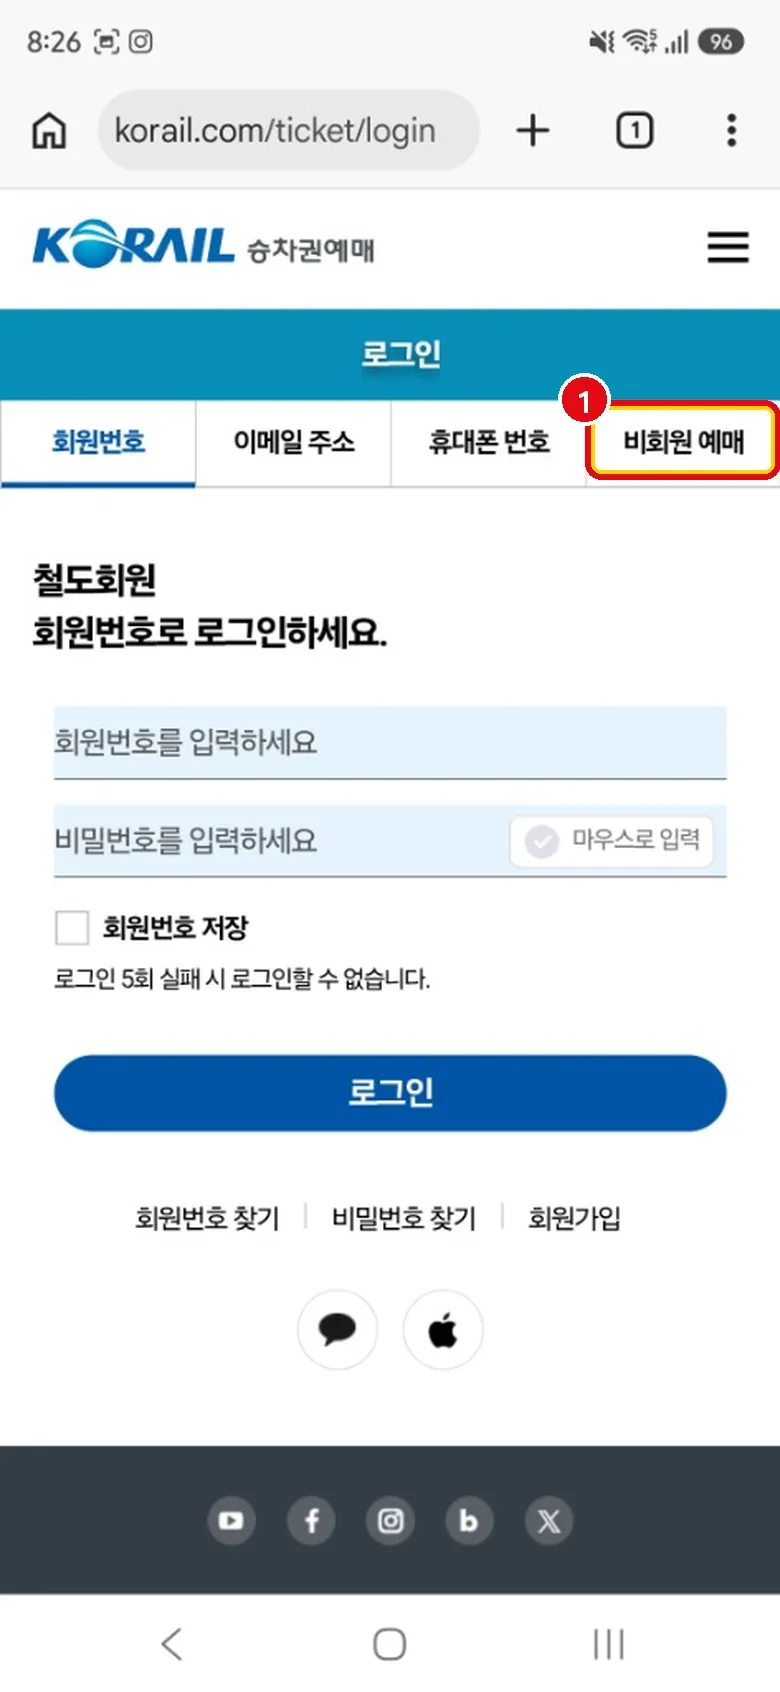 8:26
5
96
korail.com/ticket/login
1
KORAIL 승차권예매
로그인
1
회원번호
이메일 주소
휴대폰 번호
비회원 예매
철도회원
회원번호로 로그인하세요.
회원번호를 입력하세요
비밀번호를 입력하세요
마우스로 입력
회원번호 저장
로그인 5회 실패 시 로그인할 수 없습니다.
로그인
회원번호 찾기
비밀번호 찾기
회원가입